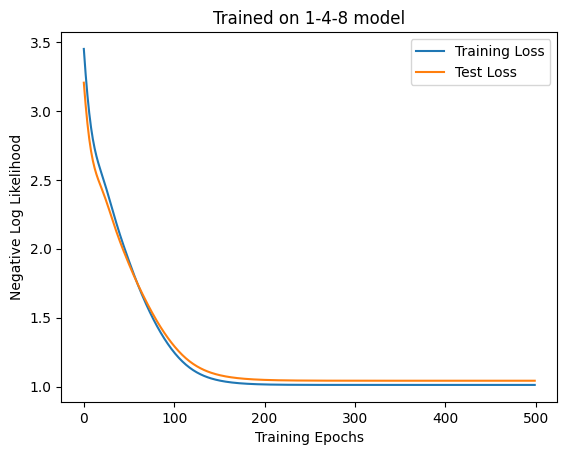 Trained on 1-4-8 model
Training Loss
Test Loss
3.5
3.0
2.5
2.0
1.5
1.0
Negative Log Likelihood
0
100
200
300
400
500
Training Epochs